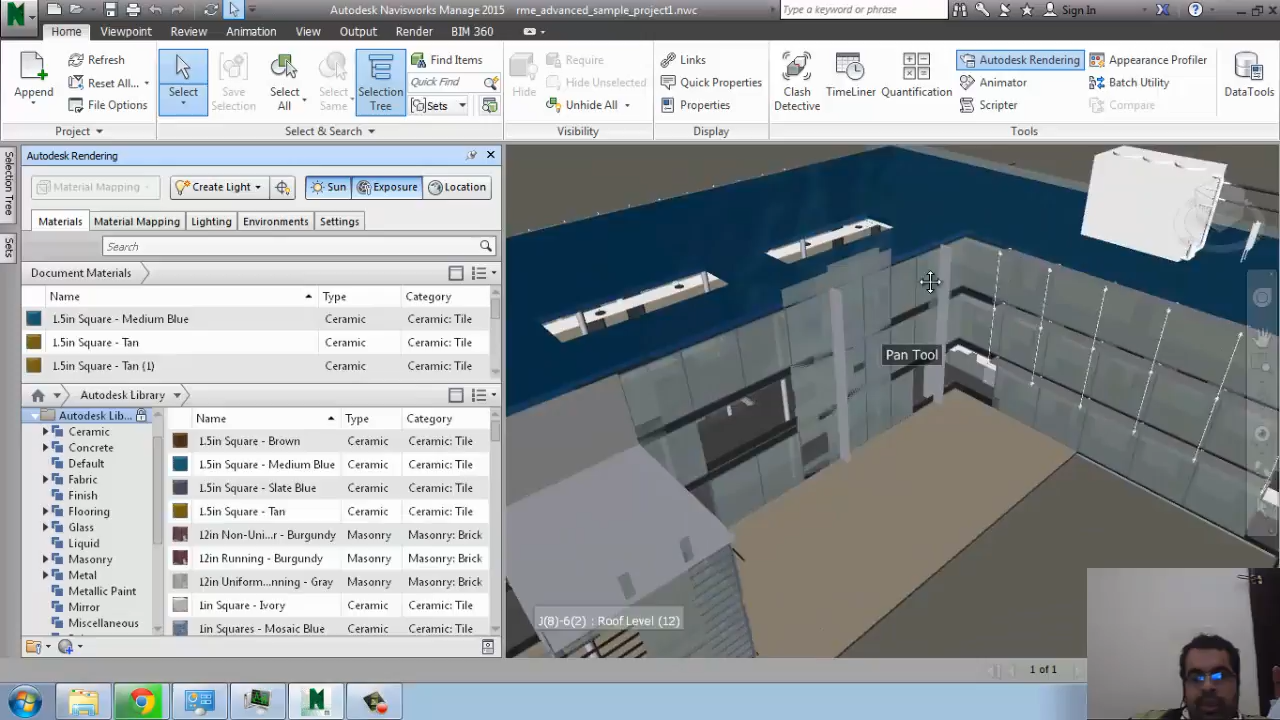 Autodesk Navisworks Manage 2015 rme_advanced_sample_project1.nwc
Type a keyword or phrase
Sign In
Home Viewpoint Review Animation View Output Render BIM 360
Append
Refresh
Reset All...
File Options
Project
Select
Save Selection
Select All
Select Same
Selection Tree
Find Items
Quick Find
Sets
Select & Search
Hide
Require
Hide Unselected
Unhide All
Visibility
Links
Quick Properties
Properties
Display
Clash Detective
TimeLiner
Quantification
Autodesk Rendering
Animator
Scripter
Appearance Profiler
Batch Utility
Compare
DataTools
Tools
Selection Tree
Sets
Autodesk Rendering
Material Mapping
Create Light
Sun
Exposure
Location
Materials Material Mapping Lighting Environments Settings
Search
Document Materials
Name Type Category
1.5in Square - Medium Blue Ceramic Ceramic: Tile
1.5in Square - Tan Ceramic Ceramic: Tile
1.5in Square - Tan (1) Ceramic Ceramic: Tile
Autodesk Library
Autodesk Lib...
Ceramic
Concrete
Default
Fabric
Finish
Flooring
Glass
Liquid
Masonry
Metal
Metallic Paint
Mirror
Miscellaneous
Name Type Category
1.5in Square - Brown Ceramic Ceramic: Tile
1.5in Square - Medium Blue Ceramic Ceramic: Tile
1.5in Square - Slate Blue Ceramic Ceramic: Tile
1.5in Square - Tan Ceramic Ceramic: Tile
12in Non-Uni...r - Burgundy Masonry Masonry: Brick
12in Running - Burgundy Masonry Masonry: Brick
12in Uniform...nning - Gray Masonry Masonry: Brick
1in Square - Ivory Ceramic Ceramic: Tile
1in Squares - Mosaic Blue Ceramic Ceramic: Tile
Pan Tool
J(8)-6(2) : Roof Level (12)
1 of 1